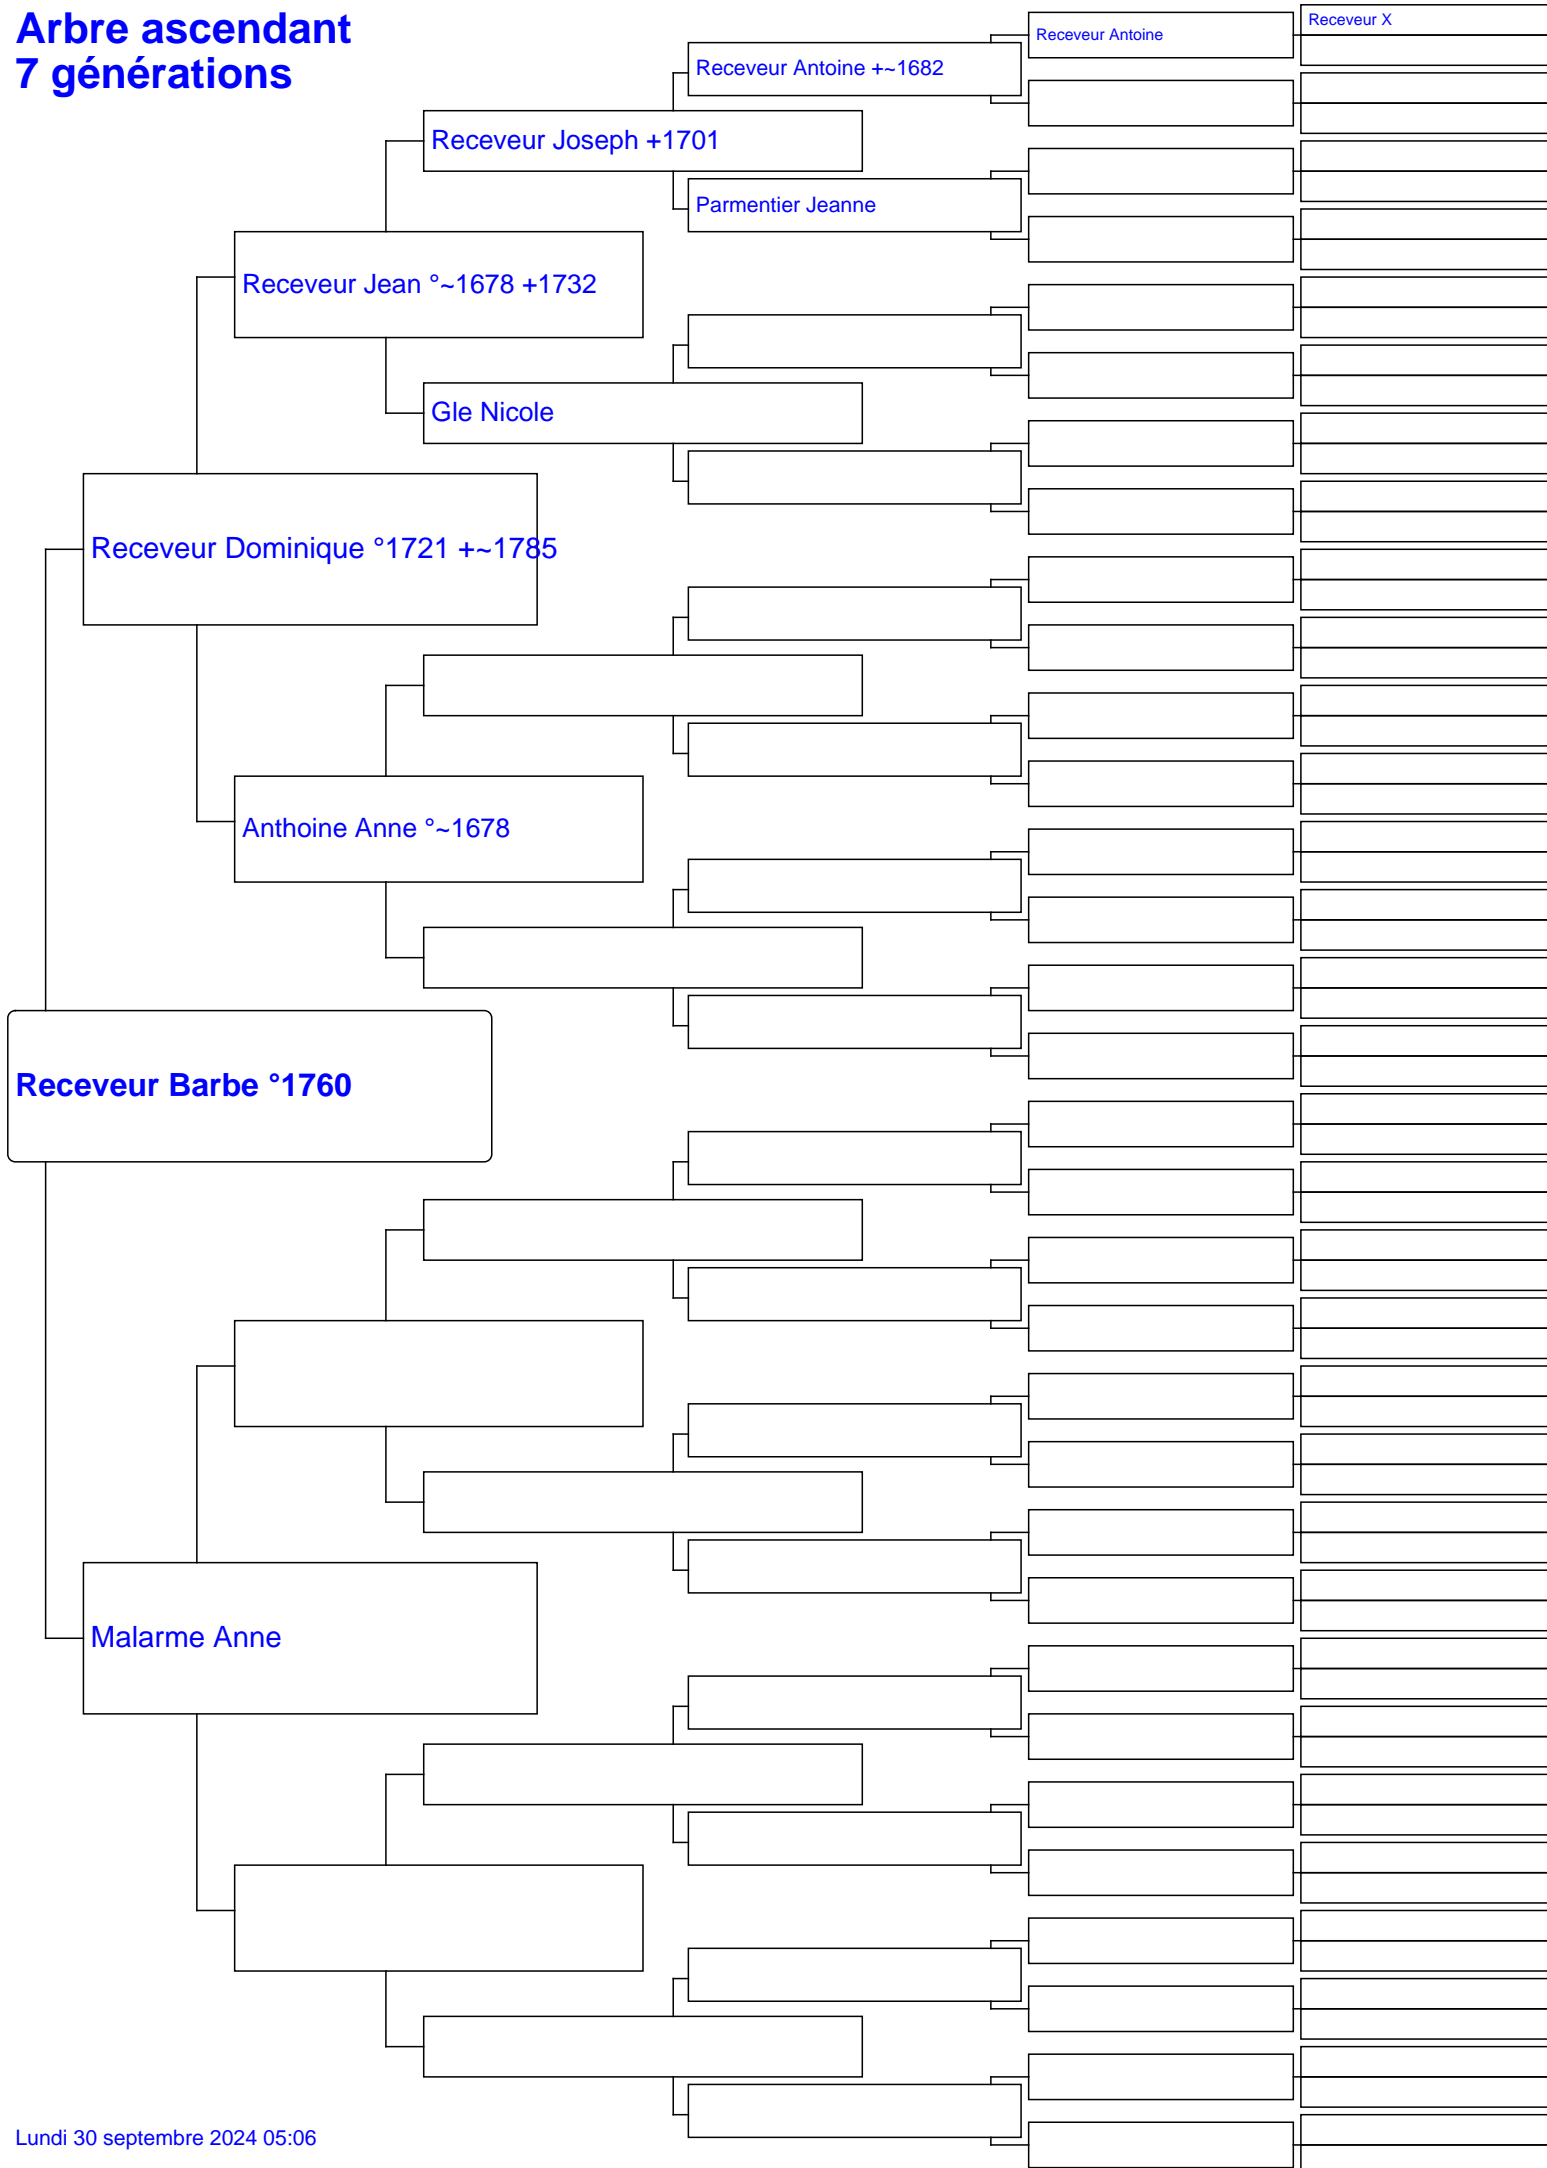 Arbre ascendant
7 générations
Receveur X
Receveur Antoine
Receveur Antoine +~1682
Receveur Joseph +1701
Parmentier Jeanne
Receveur Jean °~1678 +1732
Gle Nicole
Receveur Dominique °1721 +~1785
Anthoine Anne °~1678
Receveur Barbe °1760
Malarme Anne
Lundi 30 septembre 2024 05:06